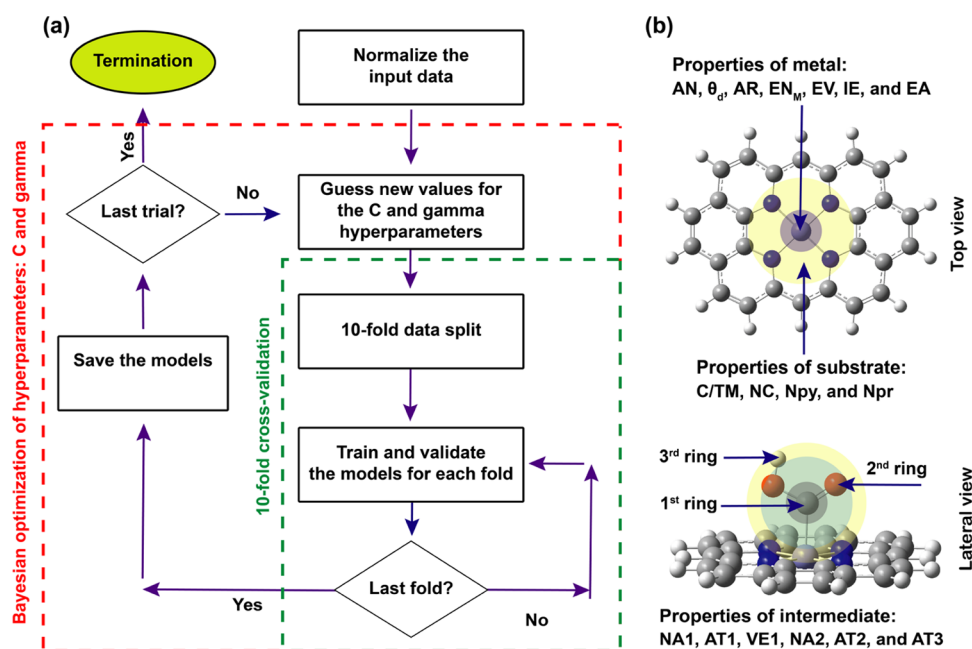 (a)
Termination
Normalize the
input data
Yes
Last trial?
No
Guess new values for
the C and gamma
hyperparameters
10-fold data split
Save the models
Train and validate
the models for each fold
Last fold?
Yes
No
Bayesian optimization of hyperparameters: C and gamma
10-fold cross-validation
(b)
Properties of metal:
AN, θd, AR, ENM, EV, IE, and EA
Top view
Properties of substrate:
C/TM, NC, Npy, and Npr
3rd ring
2nd ring
1st ring
Lateral view
Properties of intermediate:
NA1, AT1, VE1, NA2, AT2, and AT3